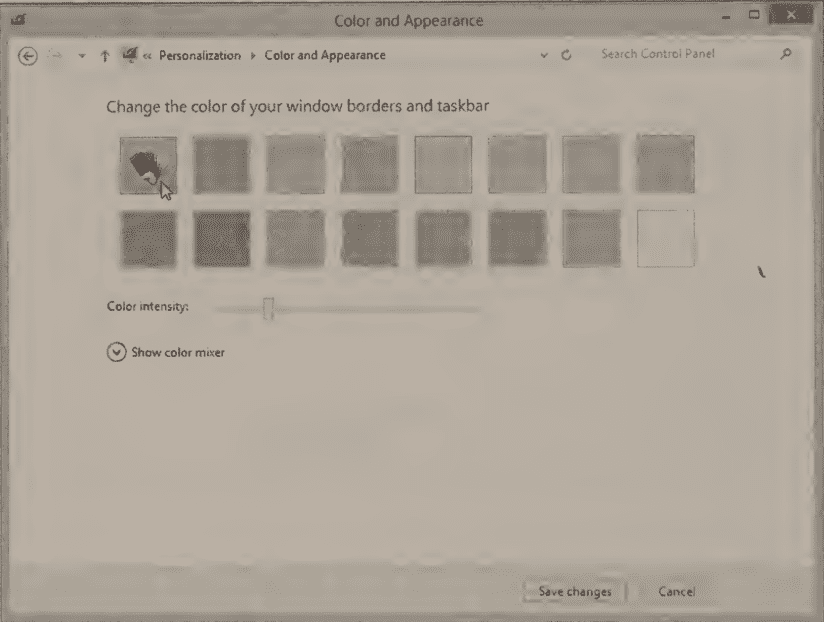 Color and Appearance
« Personalization Color and Appearance
Search Control Panel
Change the color of your window borders and taskbar
Color intensity:
Show color mixer
Save changes
Cancel